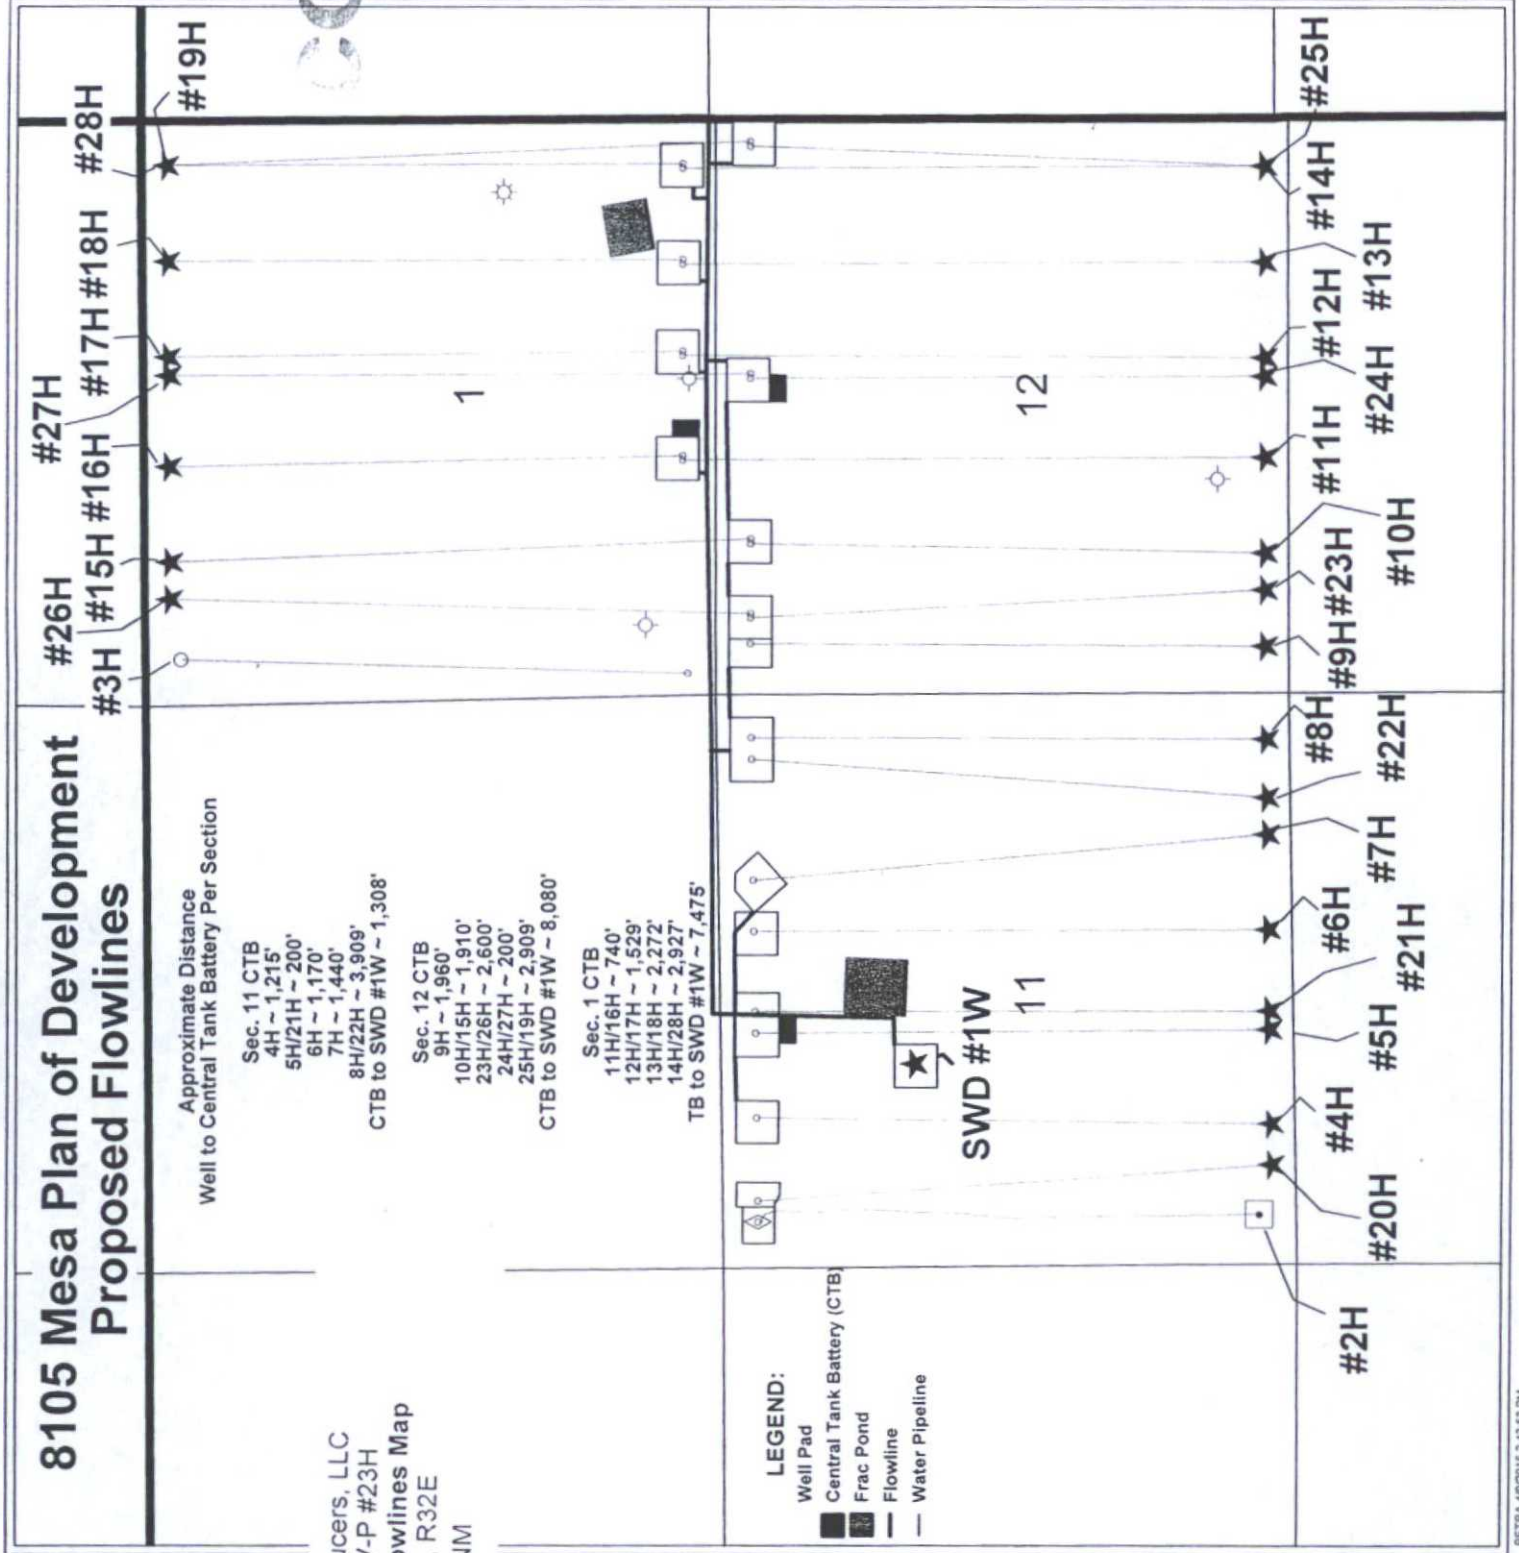 8105 Mesa Plan of Development
Proposed Flowlines
Approximate Distance
Well to Central Tank Battery Per Section
Sec. 11 CTB
4H ~ 1,215'
5H/21H ~ 200'
6H ~ 1,170'
7H ~ 1,440'
8H/22H ~ 3,909'
CTB to SWD #1W ~ 1,308'
Sec. 12 CTB
9H ~ 1,960'
10H/15H ~ 1,910'
23H/26H ~ 2,600'
24H/27H ~ 200'
25H/19H ~ 2,909'
CTB to SWD #1W ~ 8,080'
Sec. 1 CTB
11H/16H ~ 740'
12H/17H ~ 1,529'
13H/18H ~ 2,272'
14H/28H ~ 2,927'
TB to SWD #1W ~ 7,475'
ucers, LLC
-P #23H
owlines Map
R32E
NM
LEGEND:
Well Pad
Central Tank Battery (CTB)
Frac Pond
Flowline
Water Pipeline
#3H
#26H
#15H
#16H
#27H
#17H
#18H
#28H
#19H
1
12
11
SWD #1W
#2H
#20H
#4H
#5H
#21H
#6H
#7H
#22H
#8H
#9H
#23H
#10H
#11H
#24H
#12H
#13H
#14H
#25H